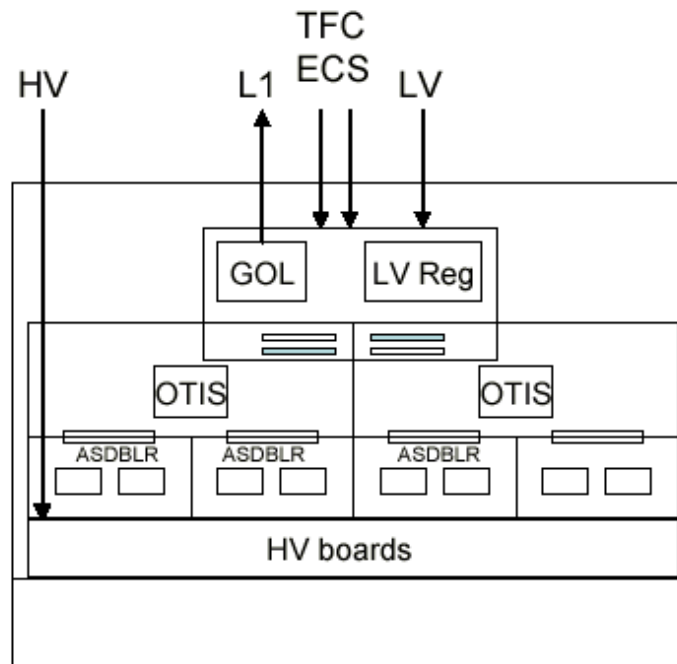 TFC
ECS
HV
L1
LV
GOL
LV Reg
OTIS
OTIS
ASDBLR
ASDBLR
ASDBLR
HV boards